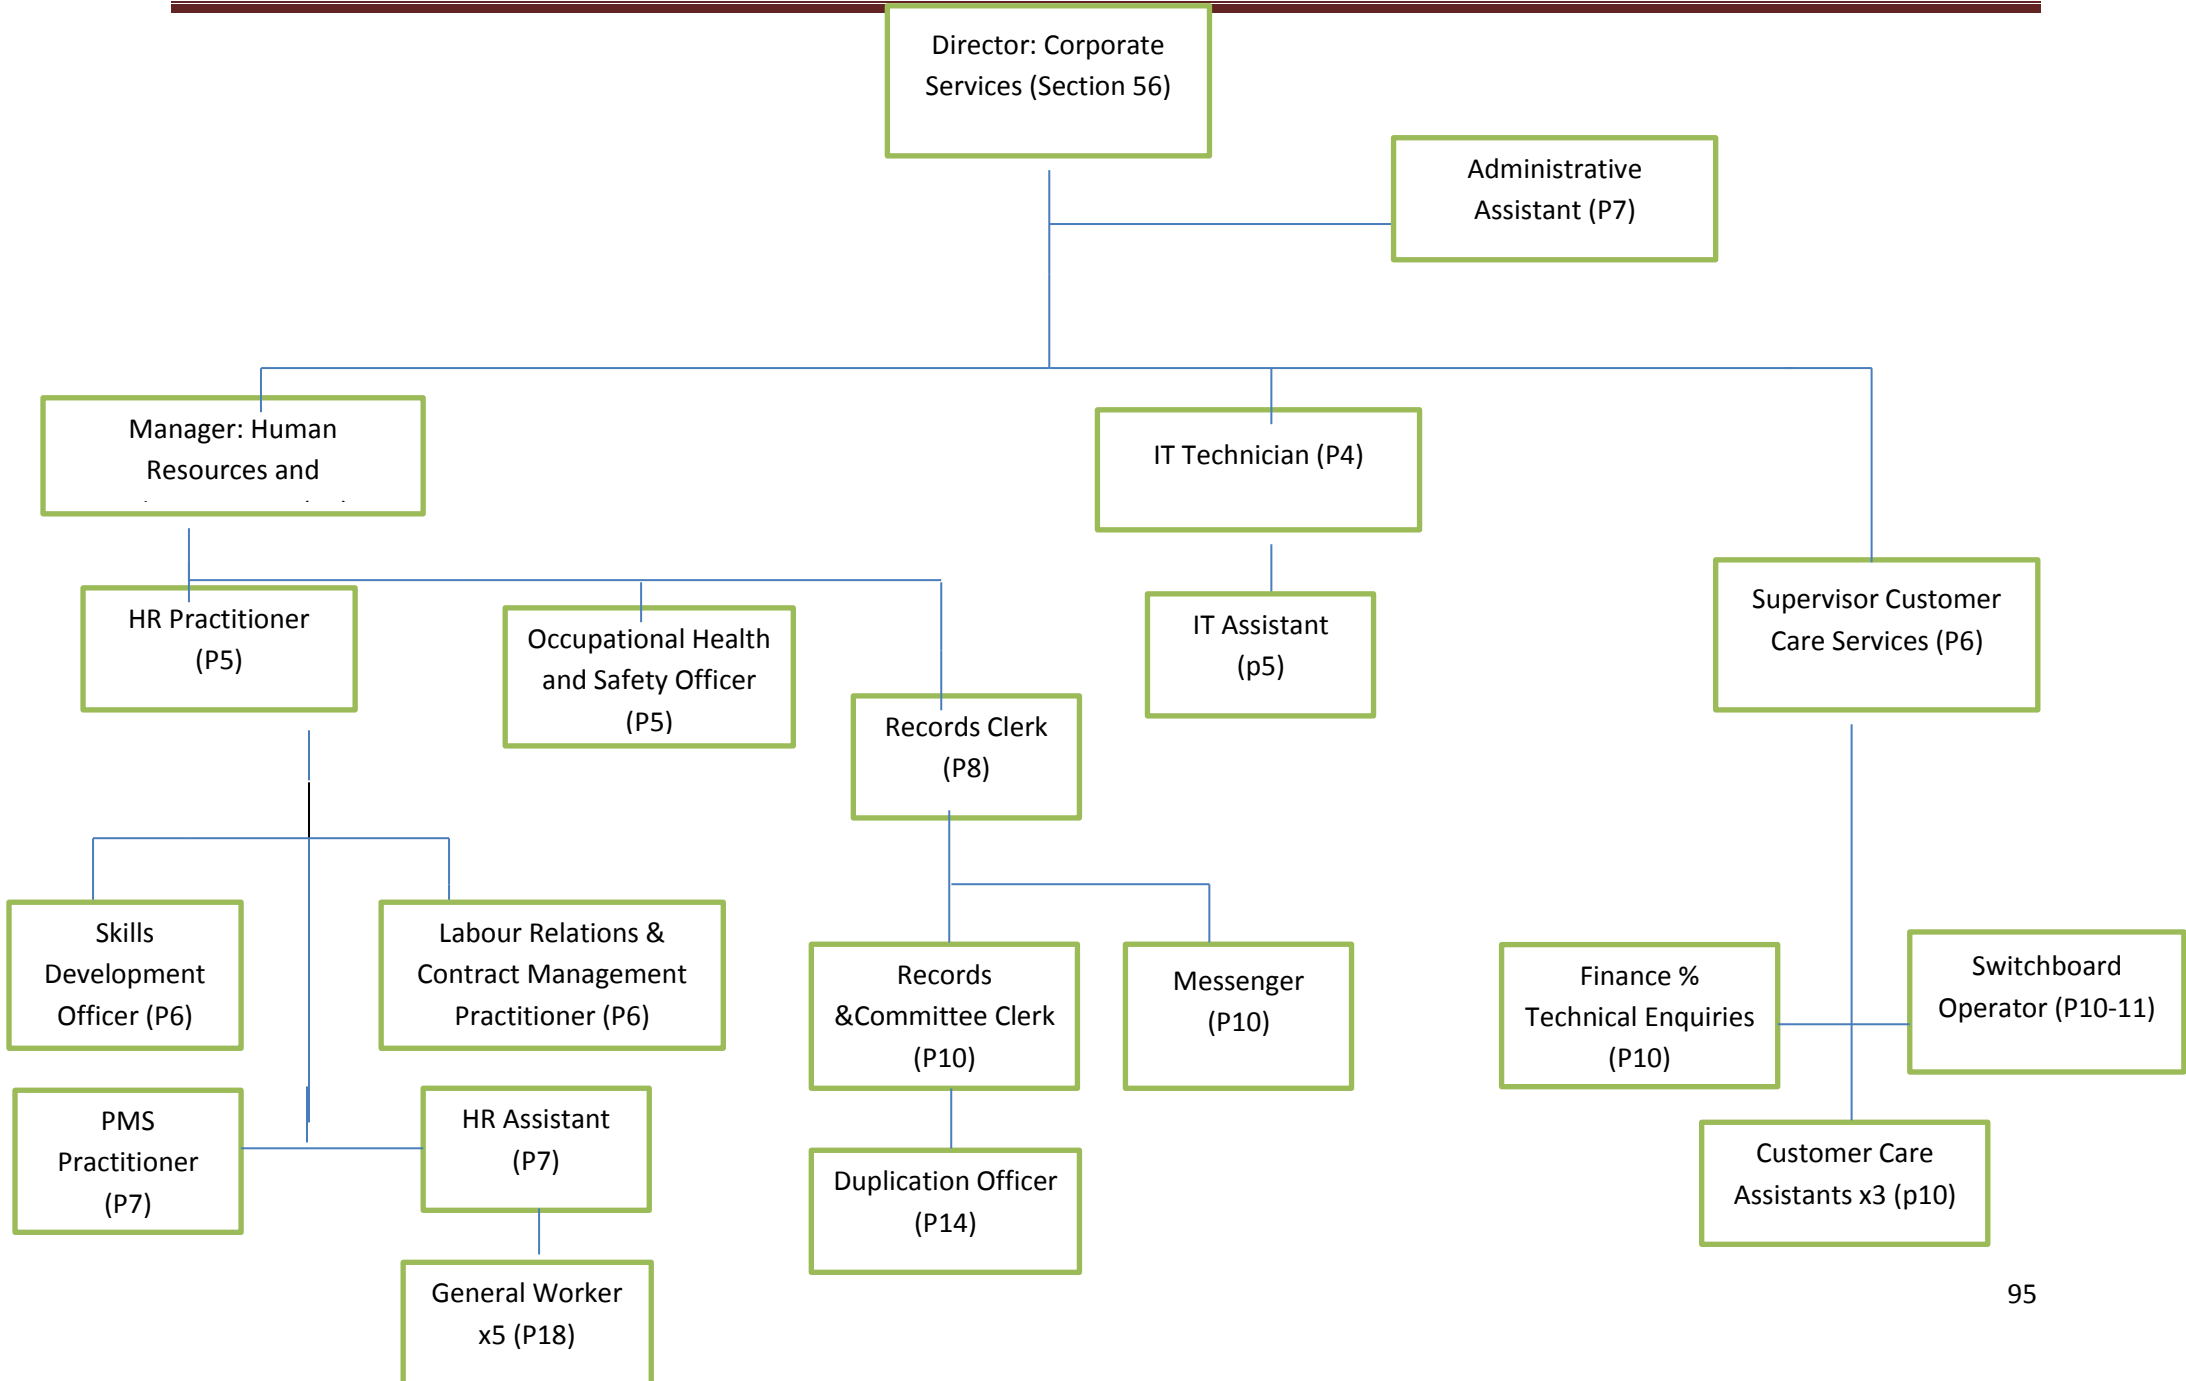 Director: Corporate
Services (Section 56)
Administrative
Assistant (P7)
Manager: Human
Resources and
IT Technician (P4)
HR Practitioner
(P5)
Occupational Health
and Safety Officer
(P5)
Records Clerk
(P8)
IT Assistant
(p5)
Supervisor Customer
Care Services (P6)
Skills
Development
Officer (P6)
Labour Relations &
Contract Management
Practitioner (P6)
Records
&Committee Clerk
(P10)
Messenger
(P10)
Finance %
Technical Enquiries
(P10)
Switchboard
Operator (P10-11)
PMS
Practitioner
(P7)
HR Assistant
(P7)
Duplication Officer
(P14)
Customer Care
Assistants x3 (p10)
General Worker
x5 (P18)
95